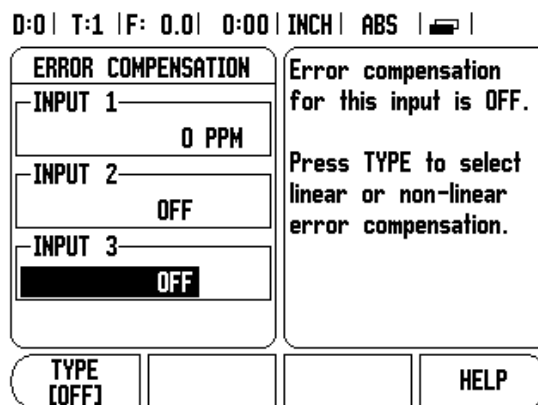 D:0 | T:1 | F: 0.0 | 0:00 | INCH | ABS |
ERROR COMPENSATION
INPUT 1
0 PPM
INPUT 2
OFF
INPUT 3
OFF
Error compensation
for this input is OFF.
Press TYPE to select
linear or non-linear
error compensation.
TYPE
[OFF]
HELP